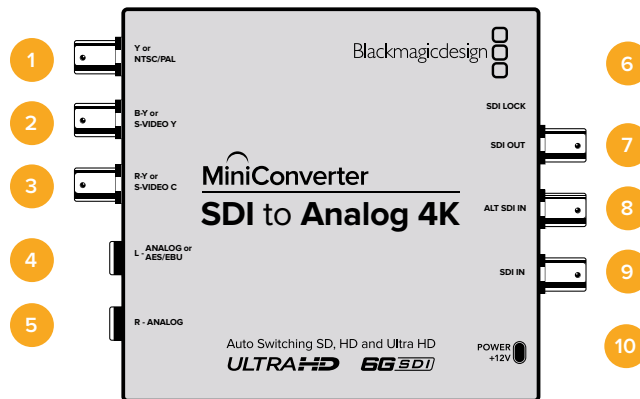 1
Y or
NTSC/PAL
2
B-Y or
S-VIDEO Y
3
R-Y or
S-VIDEO C
4
L - ANALOG or
AES/EBU
5
R - ANALOG
Blackmagicdesign
MiniConverter
SDI to Analog 4K
Auto Switching SD, HD and Ultra HD
ULTRA HD 6G SDI
SDI LOCK
6
SDI OUT
7
ALT SDI IN
8
SDI IN
9
POWER
+12V
10